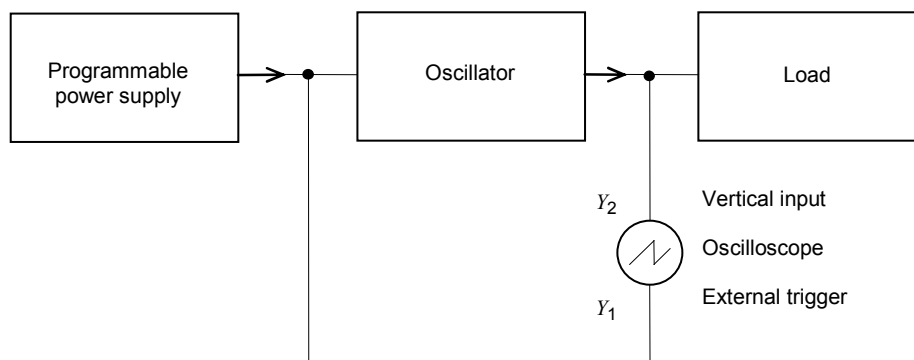 Programmable
power supply
Oscillator
Load
Y2
Vertical input
Oscilloscope
External trigger
Y1